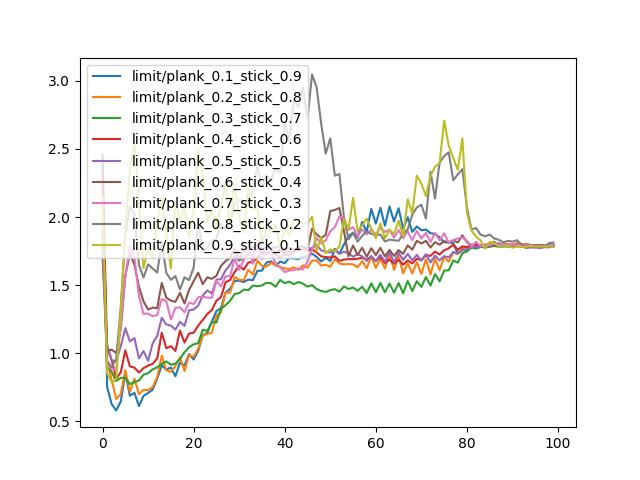 3.0
2.5
2.0
1.5
1.0
0.5
0
20
40
60
80
100
limit/plank_0.1_stick_0.9
limit/plank_0.2_stick_0.8
limit/plank_0.3_stick_0.7
limit/plank_0.4_stick_0.6
limit/plank_0.5_stick_0.5
limit/plank_0.6_stick_0.4
limit/plank_0.7_stick_0.3
limit/plank_0.8_stick_0.2
limit/plank_0.9_stick_0.1